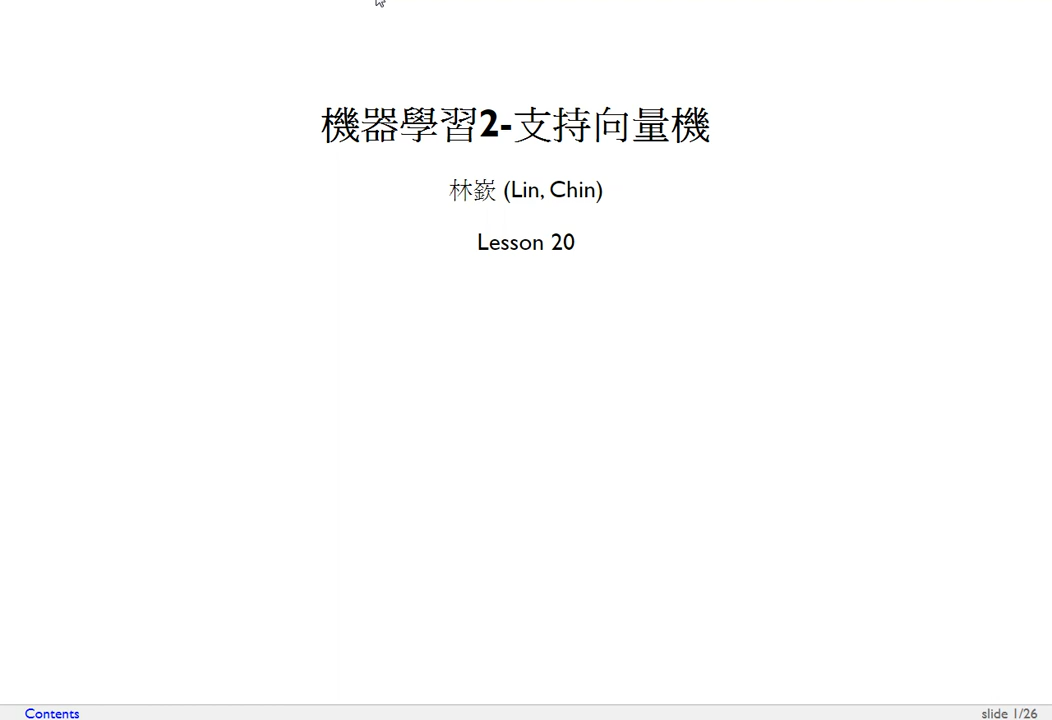 機器學習2-支持向量機
林嶔 (Lin, Chin)
Lesson 20
Contents
slide 1/26